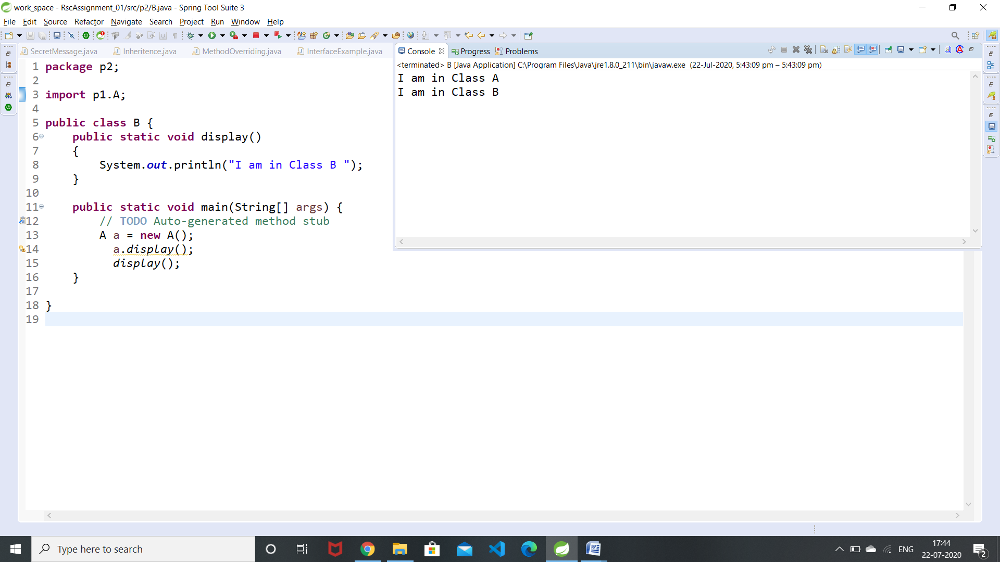 work_space - RscAssignment_01/src/p2/B.java - Spring Tool Suite 3
File Edit Source Refactor Navigate Search Project Run Window Help
SecretMessage.java Inheritence.java MethodOverriding.java InterfaceExample.java
1 package p2;
2
3 import p1.A;
4
5 public class B {
6 public static void display()
7 {
8 System.out.println("I am in Class B ");
9 }
10
11 public static void main(String[] args) {
12 // TODO Auto-generated method stub
13 A a = new A();
14 a.display();
15 display();
16 }
17
18 }
19
Console Progress Problems
<terminated> B [Java Application] C:\Program Files\Java\jre1.8.0_211\bin\javaw.exe (22-Jul-2020, 5:43:09 pm – 5:43:09 pm)
I am in Class A
I am in Class B
Type here to search
ENG
17:44
22-07-2020
2